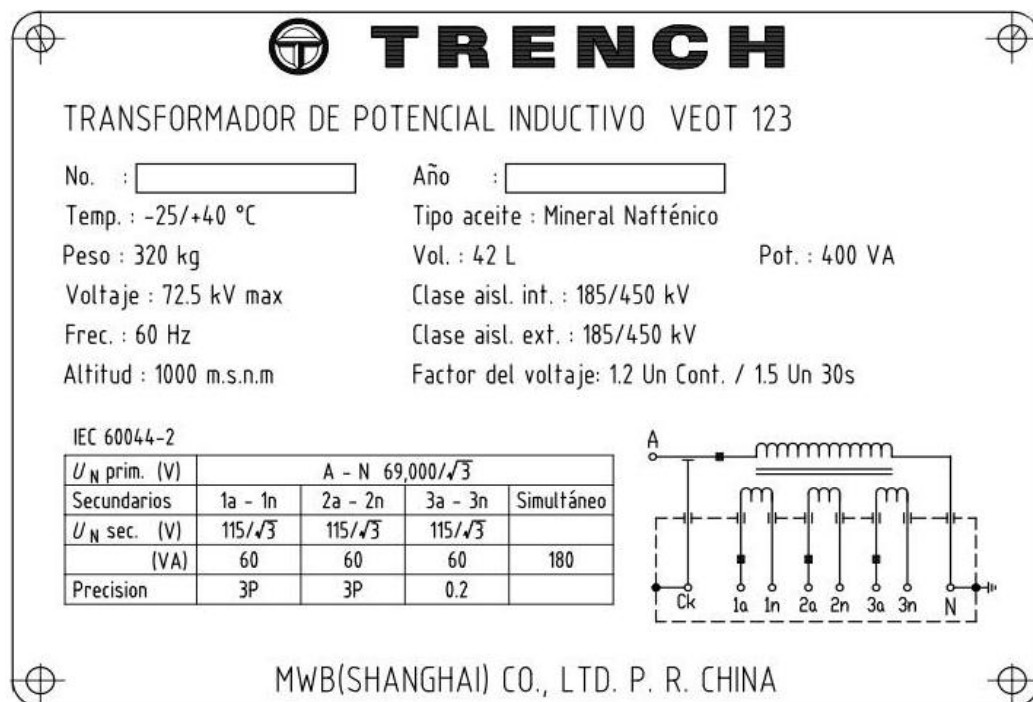 TRENCH
TRANSFORMADOR DE POTENCIAL INDUCTIVO VEOT 123
No. : Año :
Temp. : -25/+40 °C Tipo aceite : Mineral Nafténico
Peso : 320 kg Vol. : 42 L Pot. : 400 VA
Voltaje : 72.5 kV max Clase aisl. int. : 185/450 kV
Frec. : 60 Hz Clase aisl. ext. : 185/450 kV
Altitud : 1000 m.s.n.m Factor del voltaje: 1.2 Un Cont. / 1.5 Un 30s
IEC 60044-2
U N prim. (V) A - N 69,000/√3
Secundarios 1a - 1n 2a - 2n 3a - 3n Simultáneo
U N sec. (V) 115/√3 115/√3 115/√3
(VA) 60 60 60 180
Precision 3P 3P 0.2
A
Ck 1a 1n 2a 2n 3a 3n N
MWB(SHANGHAI) CO., LTD. P. R. CHINA